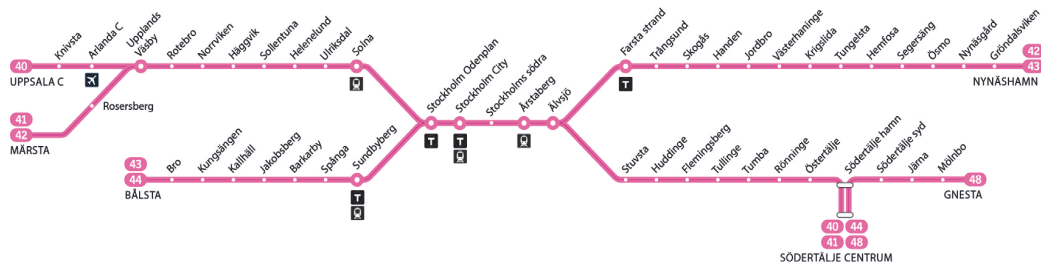 40
UPPSALA C
Knivsta
Arlanda C
Upplands
Väsby
Rotebro
Norrviken
Häggvik
Sollentuna
Helenelund
Ulriksdal
Solna
41
42
MÄRSTA
Rosersberg
43
44
BÅLSTA
Bro
Kungsängen
Kallhäll
Jakobsberg
Barkarby
Spånga
Sundbyberg
T
Stockholm Odenplan
T
Stockholm City
T
Stockholms södra
Årstaberg
Älvsjö
Farsta strand
T
Trångsund
Skogås
Handen
Jordbro
Västerhaninge
Krigslida
Tungelsta
Hemfosa
Segersäng
Ösmo
Nynäsgård
Gröndalsviken
42
43
NYNÄSHAMN
Stuvsta
Huddinge
Flemingsberg
Tullinge
Tumba
Rönninge
Östertälje
Södertälje hamn
Södertälje syd
Järna
Mölnbo
48
GNESTA
40 44
41 48
SÖDERTÄLJE CENTRUM